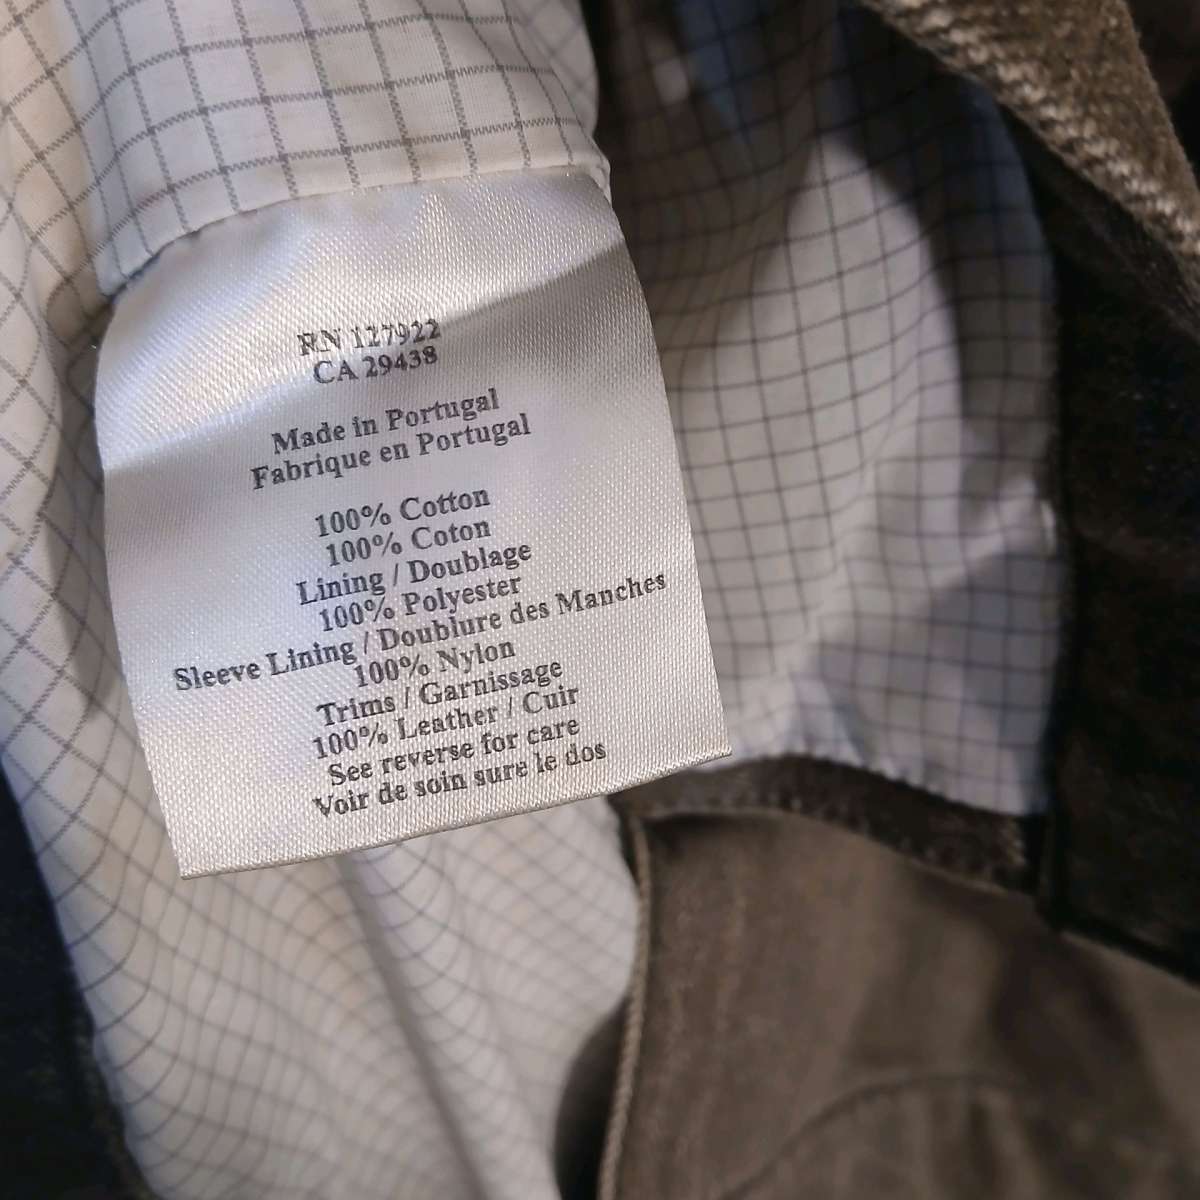 RN 127922
CA 29438
Made in Portugal
Fabrique en Portugal
100% Cotton
100% Coton
Lining / Doublage
100% Polyester
Sleeve Lining / Doublure des Manches
100% Nylon
Trims / Garnissage
100% Leather / Cuir
See reverse for care
Voir de soin sure le dos